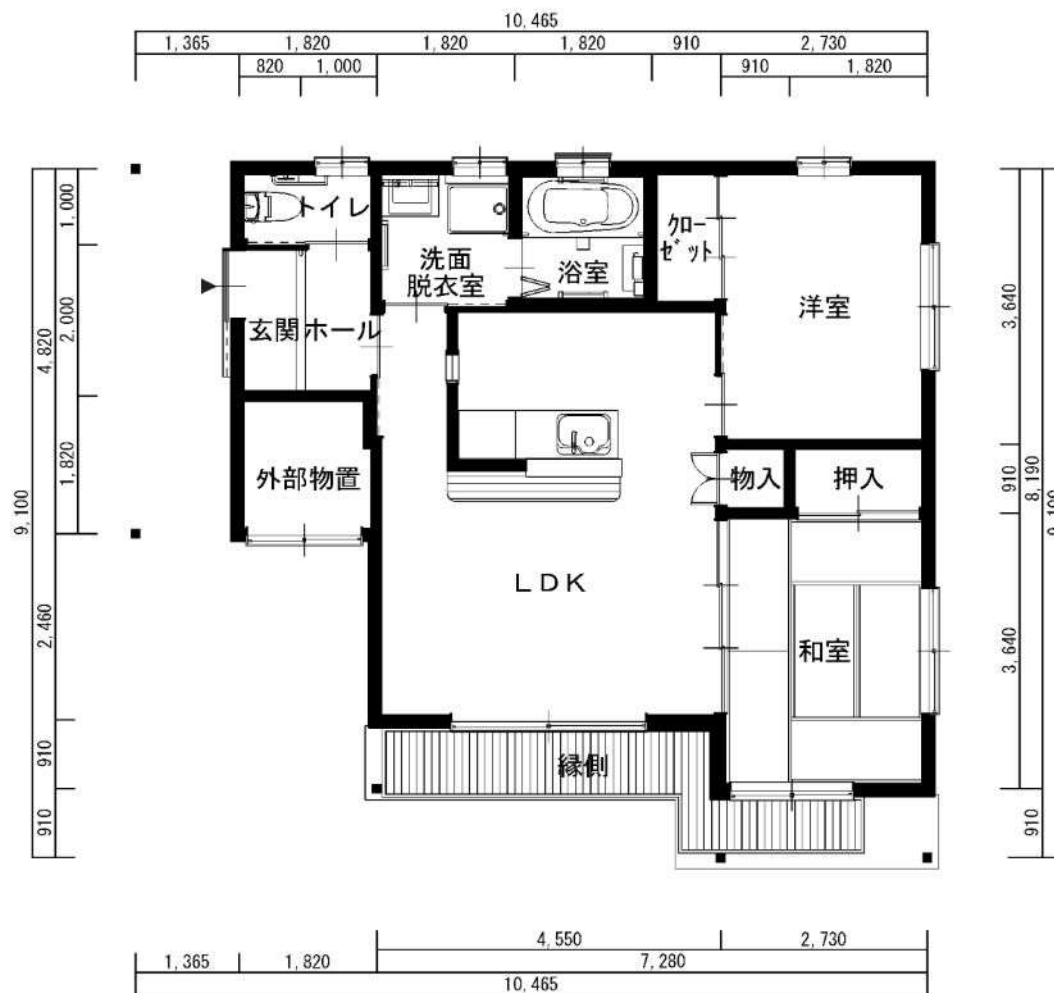 10,465
1,365 1,820 1,820 1,820 910 2,730
820 1,000 910 1,820
トイレ
洗面
脱衣室
浴室
クロー
ゼット
洋室
玄関ホール
外部物置
物入
押入
LDK
和室
縁側
1,000
2,000
1,820
4,820
9,100
2,460
910
910
3,640
910
3,640
8,190
9,100
910
4,550 2,730
1,365 1,820 7,280
10,465